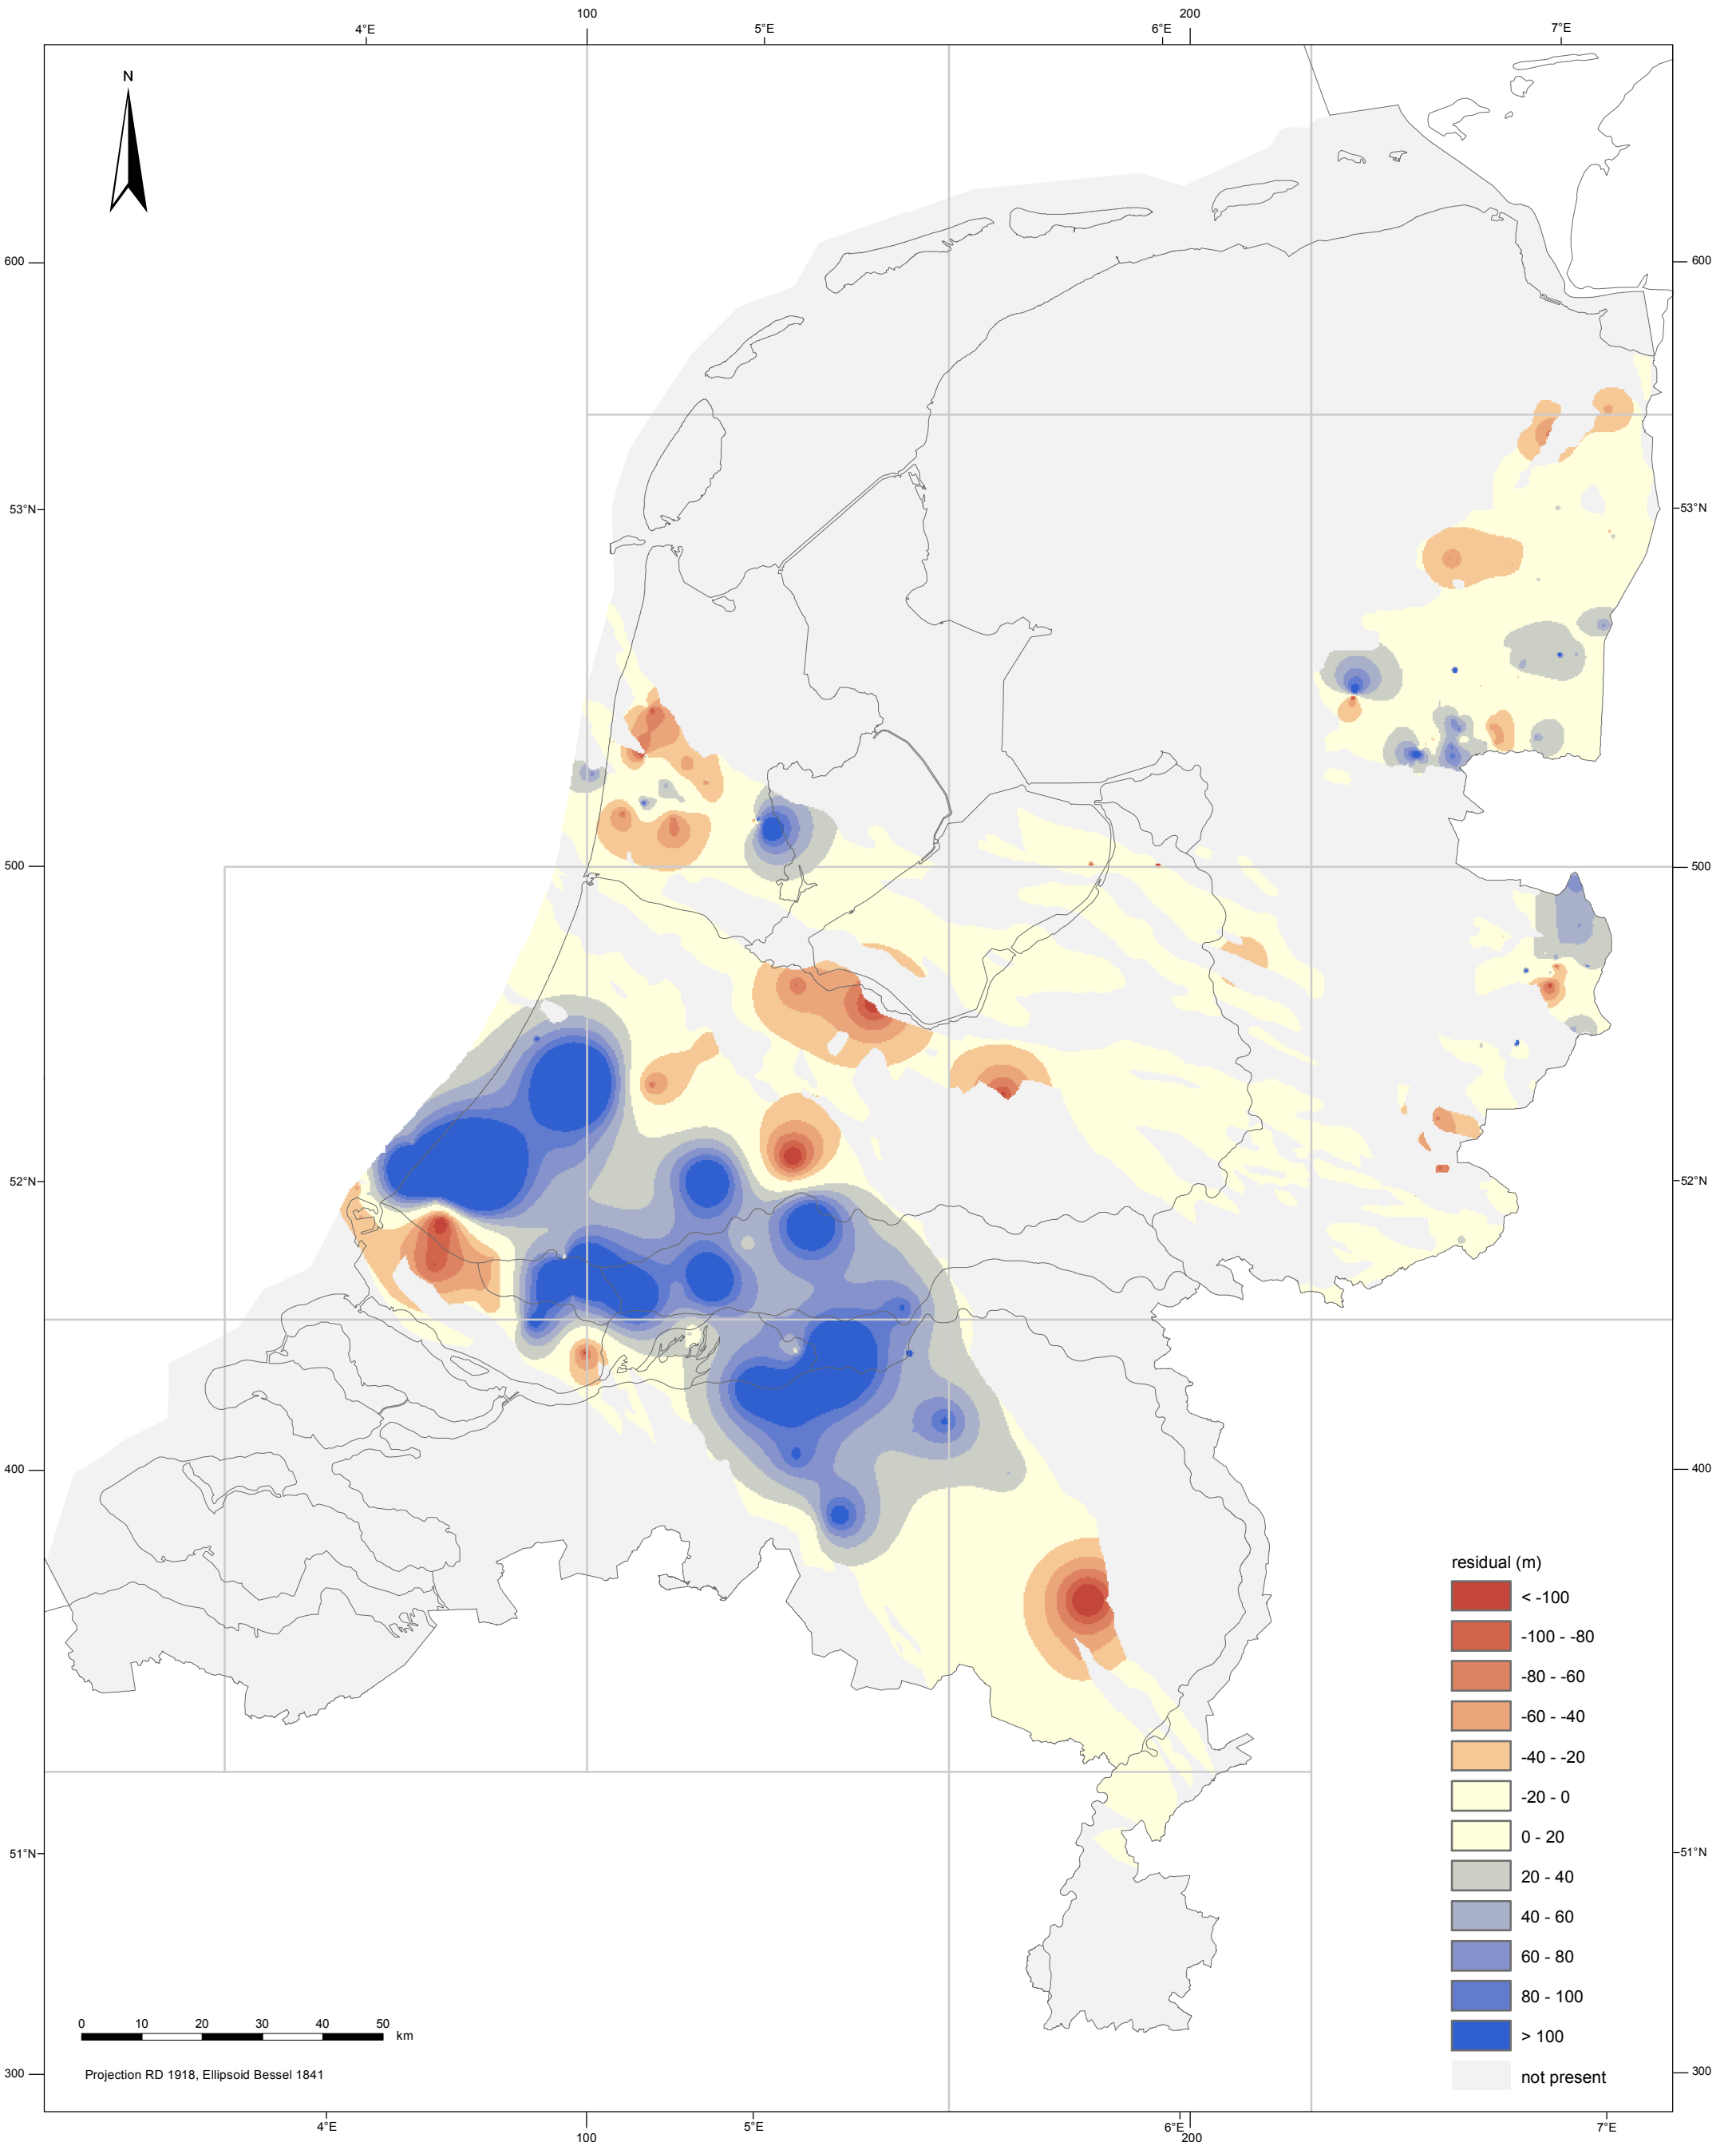 100 200
4°E 5°E 6°E 7°E
N
600 600
53°N 53°N
500 500
52°N 52°N
400 400
residual (m)
< -100
-100 - -80
-80 - -60
-60 - -40
-40 - -20
-20 - 0
0 - 20
20 - 40
40 - 60
60 - 80
80 - 100
> 100
not present
51°N 51°N
0 10 20 30 40 50
km
Projection RD 1918, Ellipsoid Bessel 1841
300 300
4°E 5°E 6°E 7°E
100 200